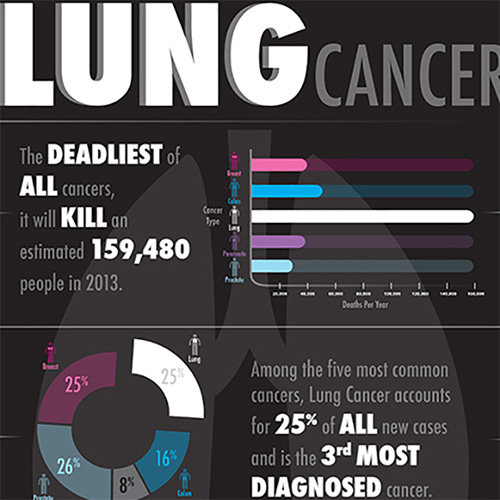 LUNG CANCER
The DEADLIEST of
ALL cancers,
it will KILL an
estimated 159,480
people in 2013.
Breast
Colon
Cancer
Type
Lung
Pancreatic
Prostate
20,000 40,000 60,000 80,000 100,000 120,000 140,000 160,000
Deaths Per Year
Breast
Lung
25%
25%
26%
16%
8%
Prostate
Colon
Among the five most common
cancers, Lung Cancer accounts
for 25% of ALL new cases
and is the 3rd MOST
DIAGNOSED cancer.